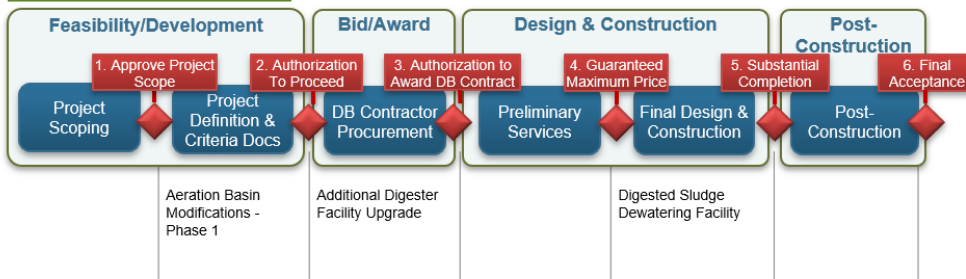 Feasibility/Development
Bid/Award
Design & Construction
Post-
Construction
1. Approve Project
Scope
2. Authorization
To Proceed
3. Authorization to
Award DB Contract
4. Guaranteed
Maximum Price
5. Substantial
Completion
6. Final
Acceptance
Project
Scoping
Project
Definition &
Criteria Docs
DB Contractor
Procurement
Preliminary
Services
Final Design &
Construction
Post-
Construction
Aeration Basin
Modifications -
Phase 1
Additional Digester
Facility Upgrade
Digested Sludge
Dewatering Facility